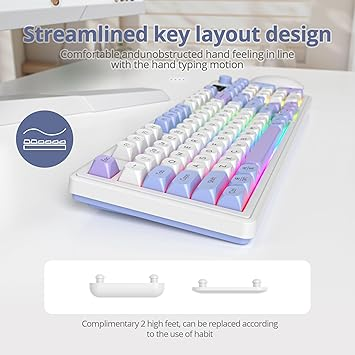 Streamlined key layout design
Comfortable andunobstructed hand feeling in line
with the hand typing motion
Complimentary 2 high feet, can be replaced according
to the use of habit